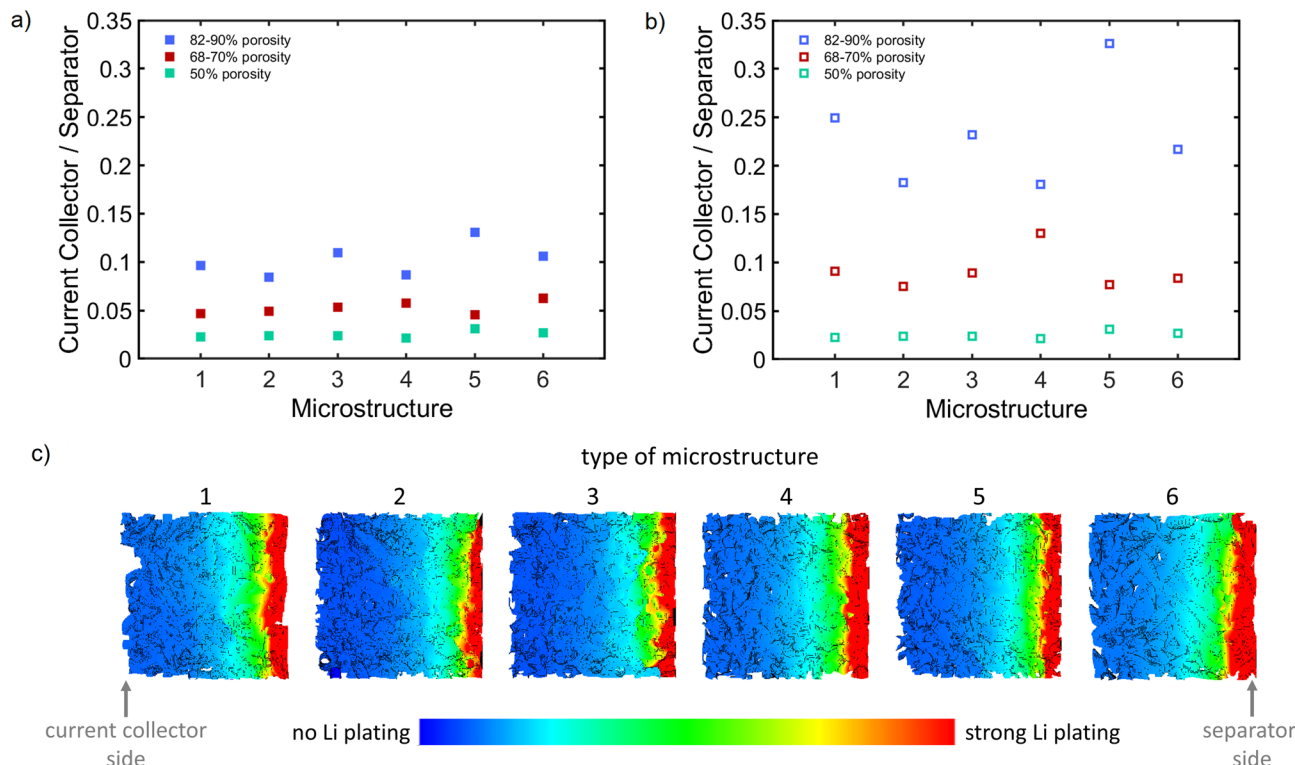 a)
Current Collector / Separator
0.35
0.3
0.25
0.2
0.15
0.1
0.05
0
82-90% porosity
68-70% porosity
50% porosity
1 2 3 4 5 6
Microstructure
b)
Current Collector / Separator
0.35
0.3
0.25
0.2
0.15
0.1
0.05
0
82-90% porosity
68-70% porosity
50% porosity
1 2 3 4 5 6
Microstructure
c)
type of microstructure
1 2 3 4 5 6
current collector
side
no Li plating
strong Li plating
separator
side